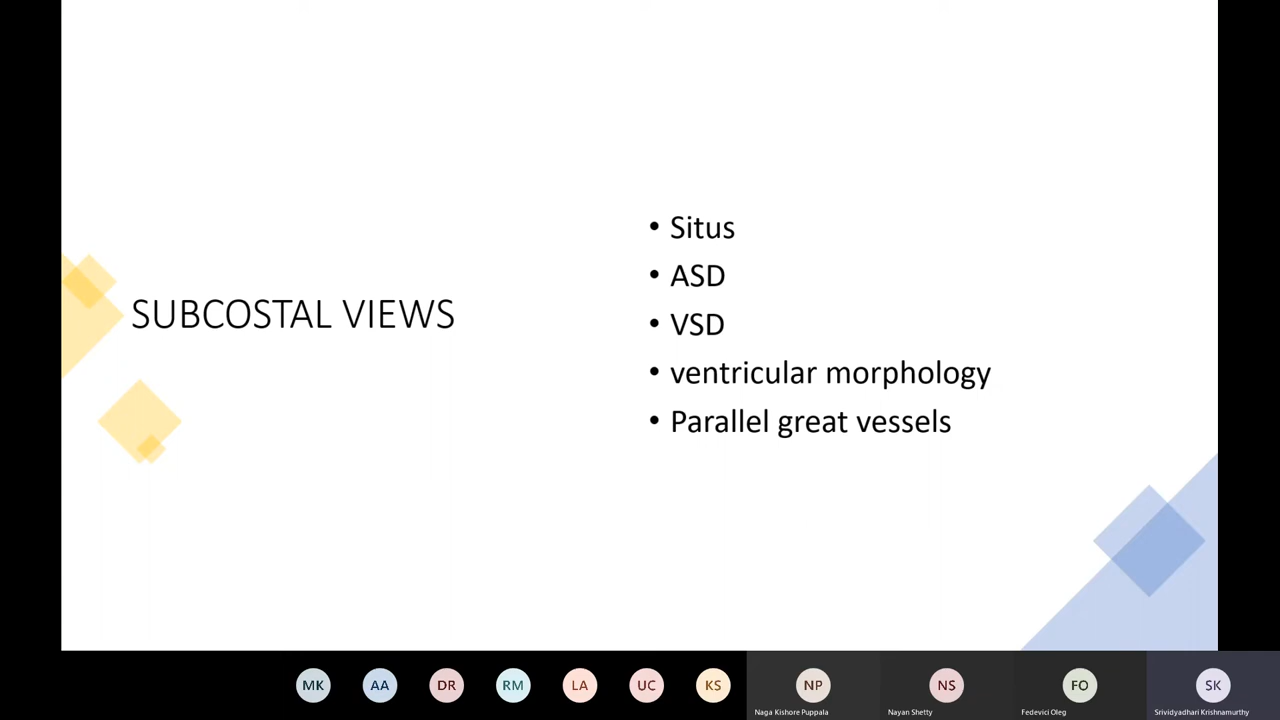 SUBCOSTAL VIEWS
• Situs
• ASD
• VSD
• ventricular morphology
• Parallel great vessels
MK AA DR RM LA UC KS NP NS FO SK
Naga Kishore Puppala Nayan Shetty Fedevici Oleg Srividyadhari Krishnamurthy